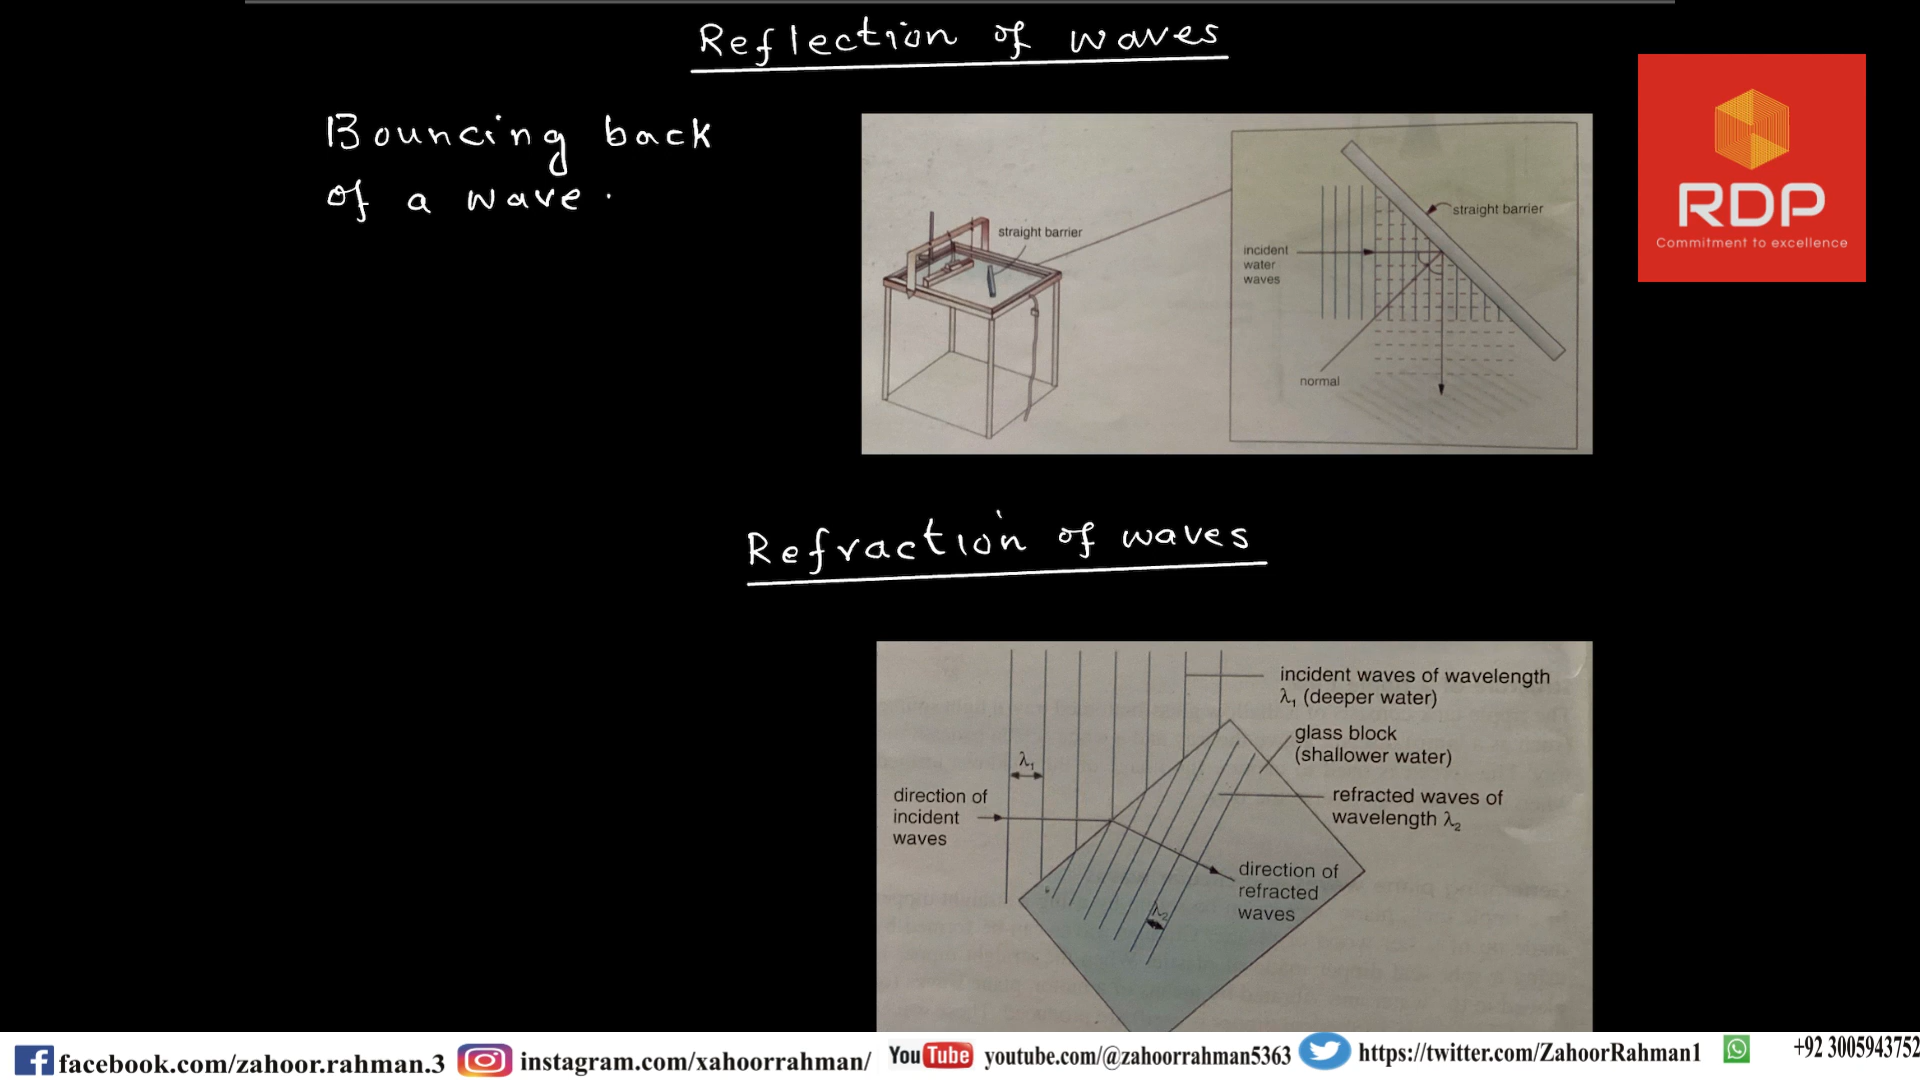 Reflection of waves
Bouncing back
of a wave.
straight barrier
straight barrier
incident
water
waves
normal
RDP
Commitment to excellence
Refraction of waves
incident waves of wavelength
λ₁ (deeper water)
glass block
(shallower water)
λ₁
refracted waves of
wavelength λ₂
direction of
incident
waves
direction of
refracted
waves
λ₂
facebook.com/zahoor.rahman.3
instagram.com/xahoorrahman/
YouTube youtube.com/@zahoorrahman5363
https://twitter.com/ZahoorRahman1
+92 3005943752